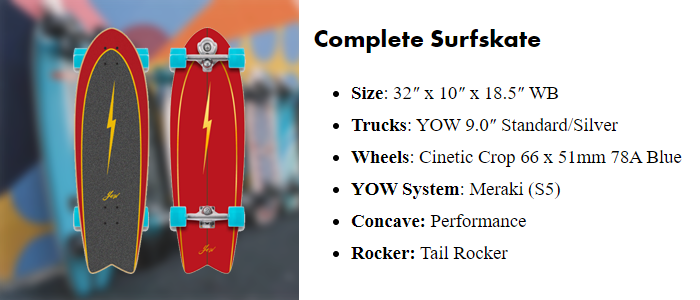 Complete Surfskate
Size: 32″ x 10″ x 18.5″ WB
Trucks: YOW 9.0″ Standard/Silver
Wheels: Cinetic Crop 66 x 51mm 78A Blue
YOW System: Meraki (S5)
Concave: Performance
Rocker: Tail Rocker